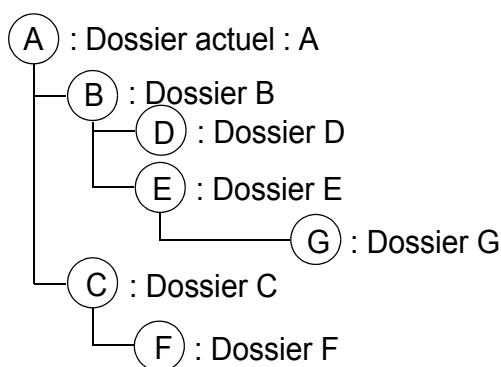 A : Dossier actuel : A
B : Dossier B
D : Dossier D
E : Dossier E
G : Dossier G
C : Dossier C
F : Dossier F